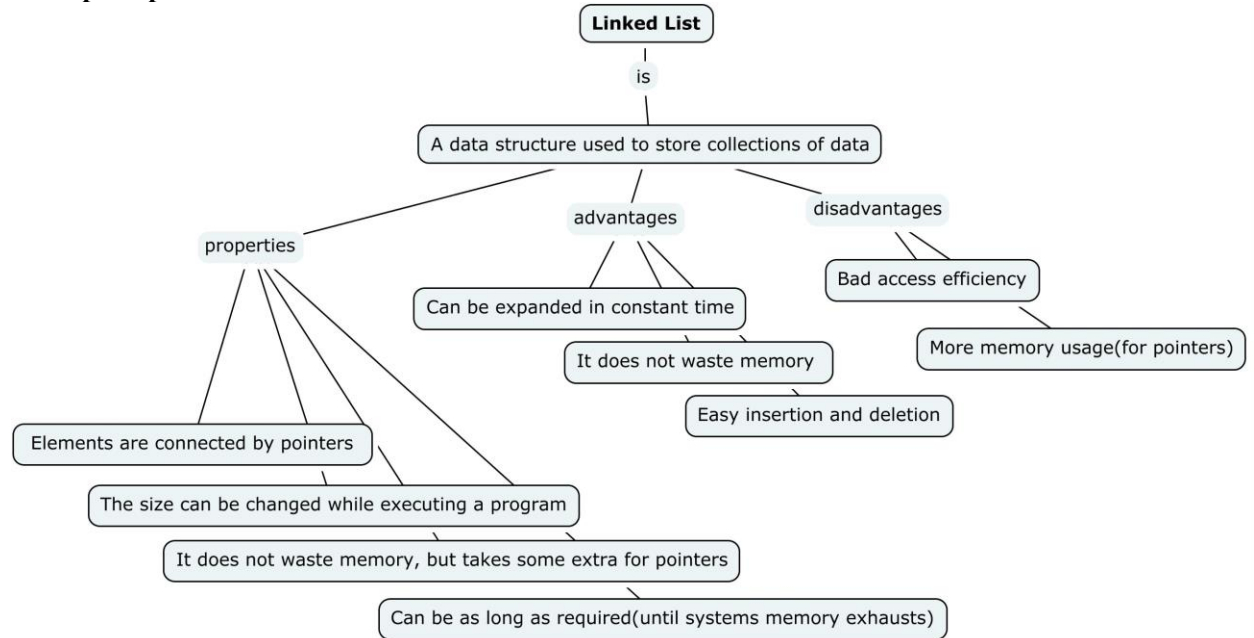 Linked List
is
A data structure used to store collections of data
properties
advantages
disadvantages
Bad access efficiency
Can be expanded in constant time
More memory usage(for pointers)
It does not waste memory
Easy insertion and deletion
Elements are connected by pointers
The size can be changed while executing a program
It does not waste memory, but takes some extra for pointers
Can be as long as required(until systems memory exhausts)